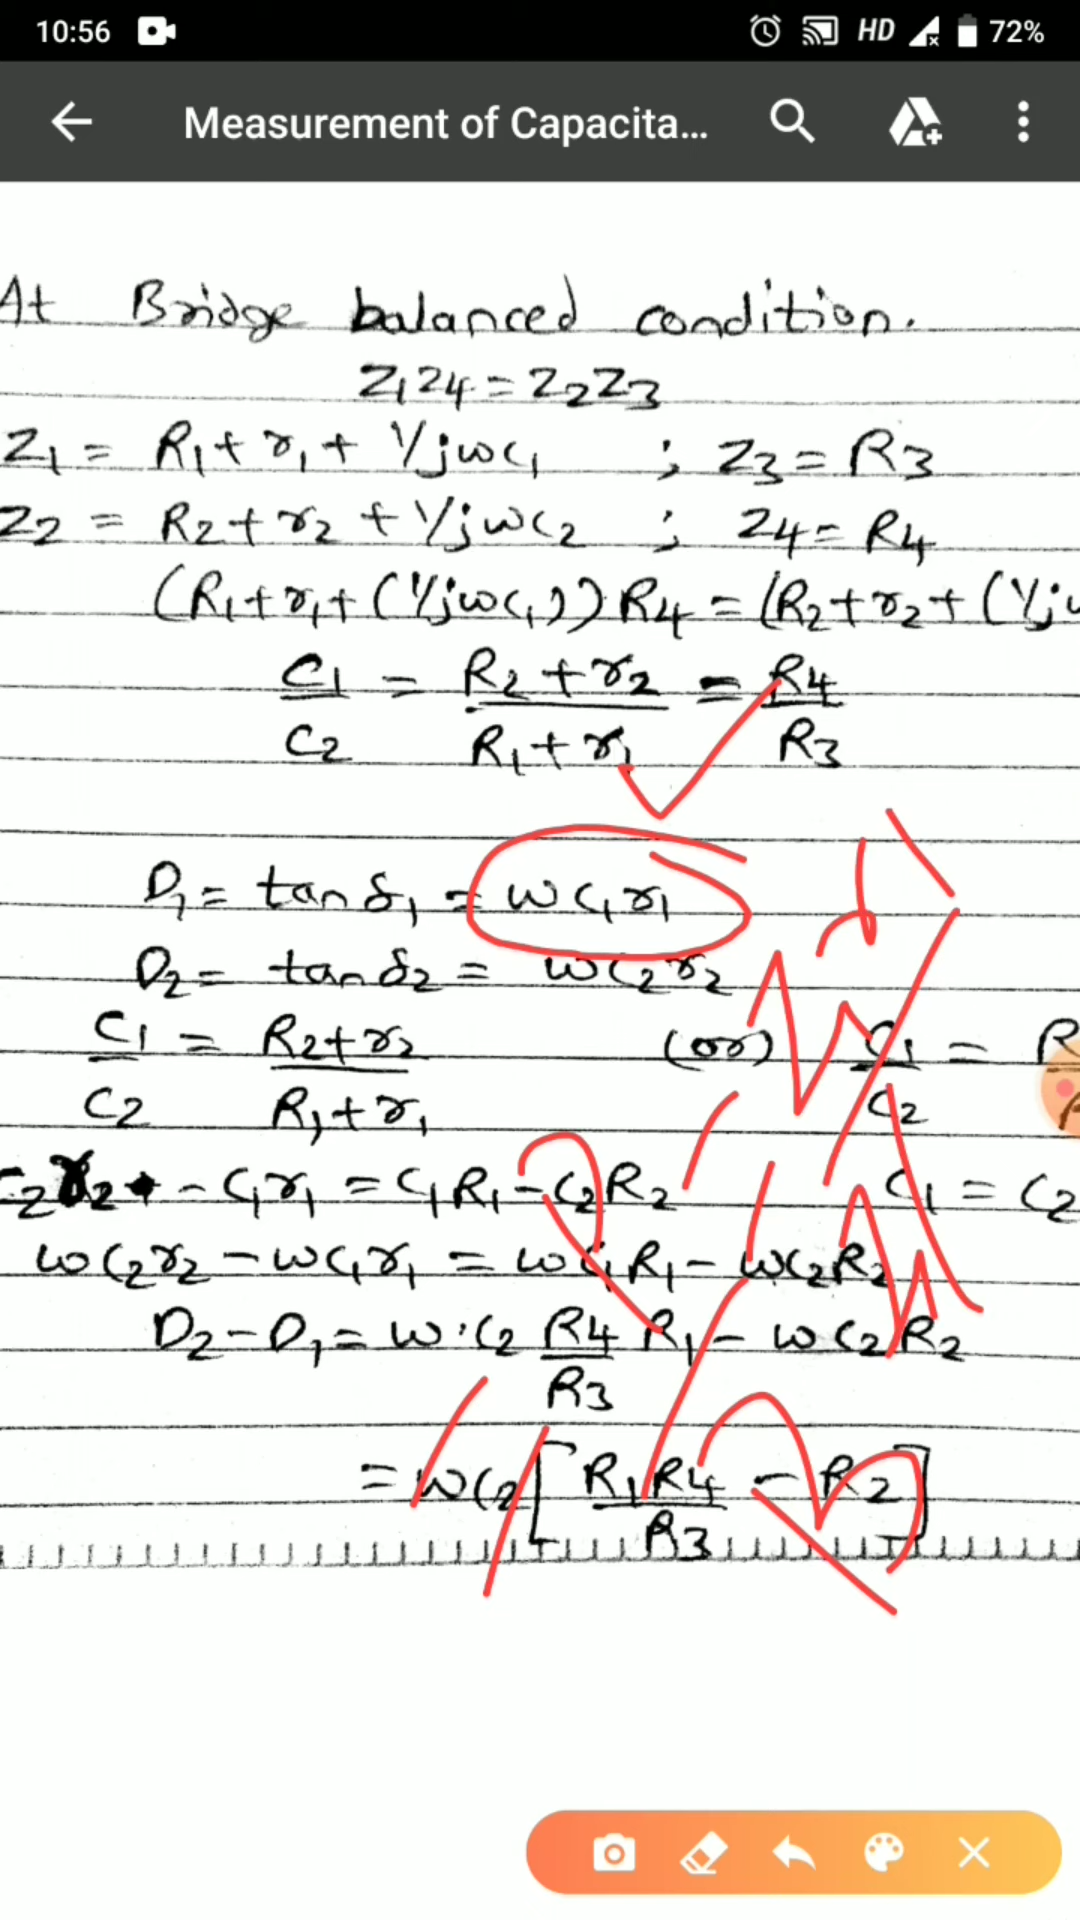 10:56 HD 72%
Measurement of Capacita...
At Bridge balanced condition.
Z1Z4 = Z2Z3
Z1 = R1 + r1 + 1/jωC1 ; Z3 = R3
Z2 = R2 + r2 + 1/jωC2 ; Z4 = R4
(R1 + r1 + (1/jωC1)) R4 = (R2 + r2 + (1/jω
C1 = R2 + r2 = R4
C2 R1 + r1 R3
D1 = tan δ1 = ωC1r1
D2 = tan δ2 = ωC2r2
C1 = R2 + r2 (or) C1 = R
C2 R1 + r1 C2
C2r2 - C1r1 = C1R1 - C2R2 C1 = C2
ωC2r2 - ωC1r1 = ωC1R1 - ωC2R2
D2 - D1 = ω·C2 R4 R1 - ωC2R2
R3
= ωC2 [ R1R4 - R2 ]
R3